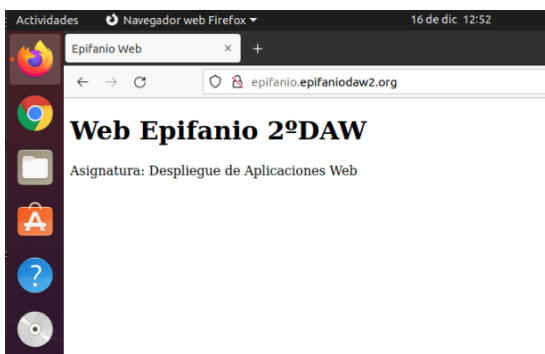 Actividades Navegador web Firefox 16 de dic 12:52
Epifanio Web
epifanio.epifaniodaw2.org
Web Epifanio 2ºDAW
Asignatura: Despliegue de Aplicaciones Web